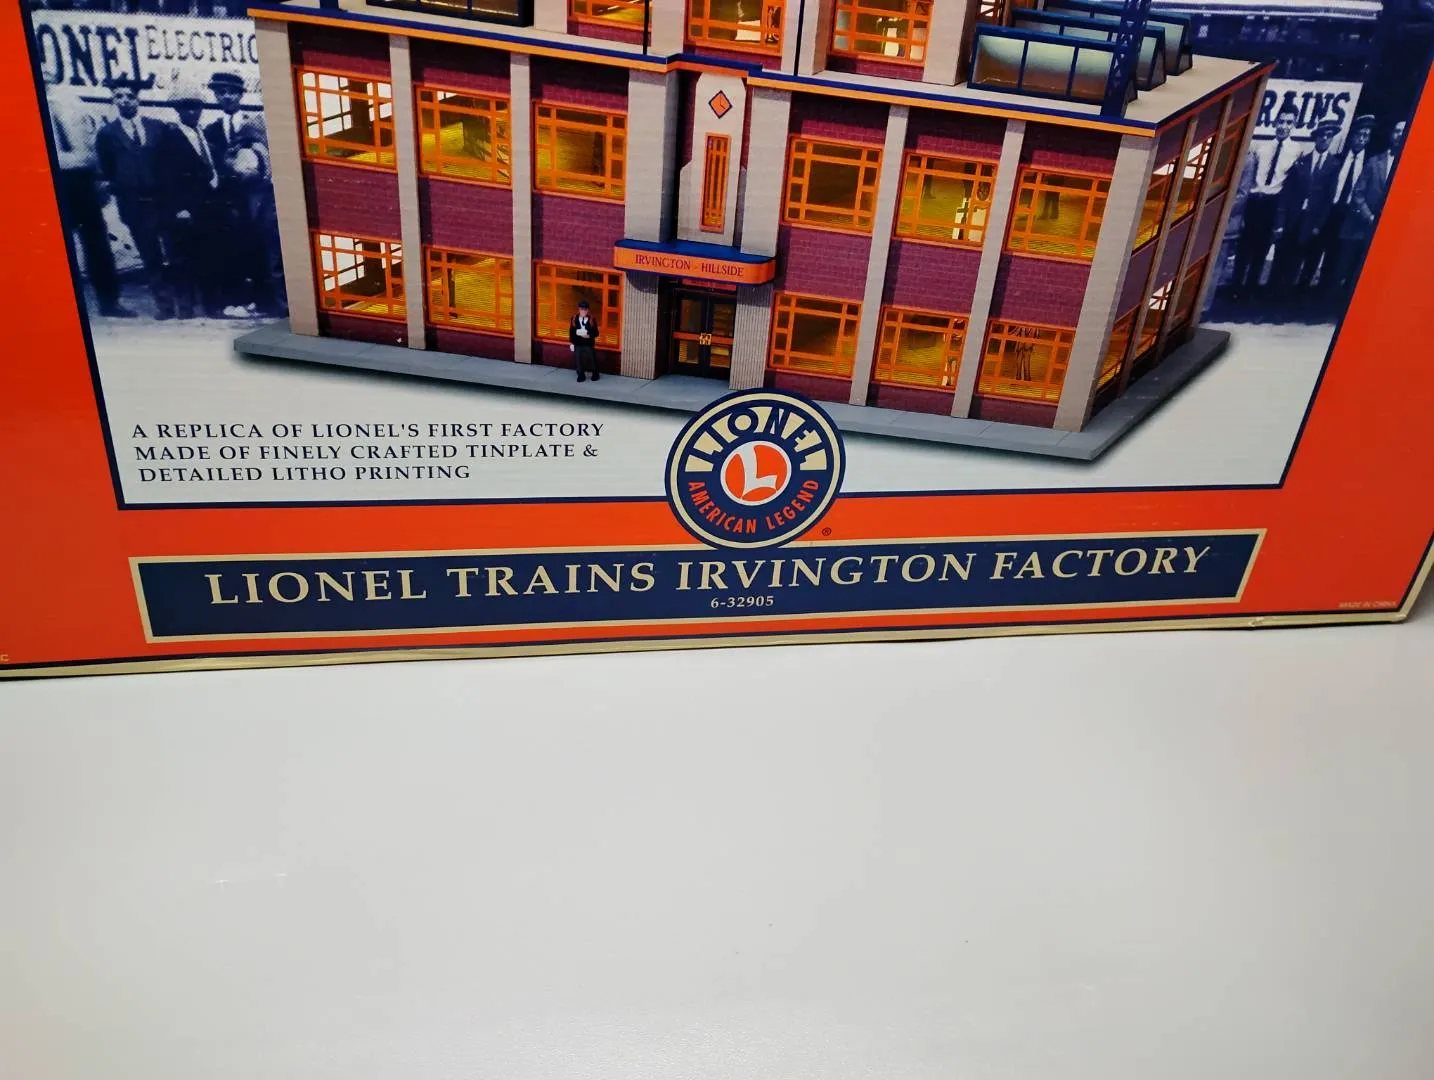 ONEL ELECTRIC
RAINS
IRVINGTON - HILLSIDE
A REPLICA OF LIONEL'S FIRST FACTORY
MADE OF FINELY CRAFTED TINPLATE &
DETAILED LITHO PRINTING
LIONEL
L
AMERICAN LEGEND
®
LIONEL TRAINS IRVINGTON FACTORY
6-32905
MADE IN CHINA
C